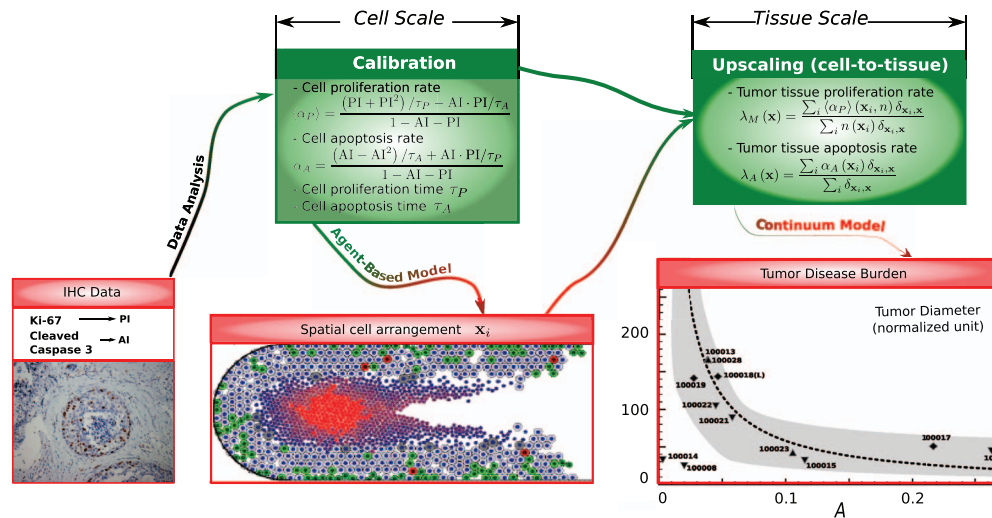 Cell Scale
Tissue Scale
Calibration
- Cell proliferation rate
⟨α_P⟩ = ((PI + PI²) /τ_P − AI · PI/τ_A) / (1 − AI − PI)
- Cell apoptosis rate
α_A = ((AI − AI²) /τ_A + AI · PI/τ_P) / (1 − AI − PI)
- Cell proliferation time τ_P
- Cell apoptosis time τ_A
Upscaling (cell-to-tissue)
- Tumor tissue proliferation rate
λ_M (x) = (∑_i ⟨α_P⟩ (x_i, n) δ_{x_i,x}) / (∑_i n (x_i) δ_{x_i,x})
- Tumor tissue apoptosis rate
λ_A (x) = (∑_i α_A (x_i) δ_{x_i,x}) / (∑_i δ_{x_i,x})
Data Analysis
Agent-Based Model
Continuum Model
IHC Data
Ki-67 → PI
Cleaved
Caspase 3 → AI
Spatial cell arrangement x_i
Tumor Disease Burden
Tumor Diameter
(normalized unit)
200
100
0
100013
100028
100019
100018(L)
100022
100021
100014
100008
100023
100015
100017
0
0.1
0.2
A